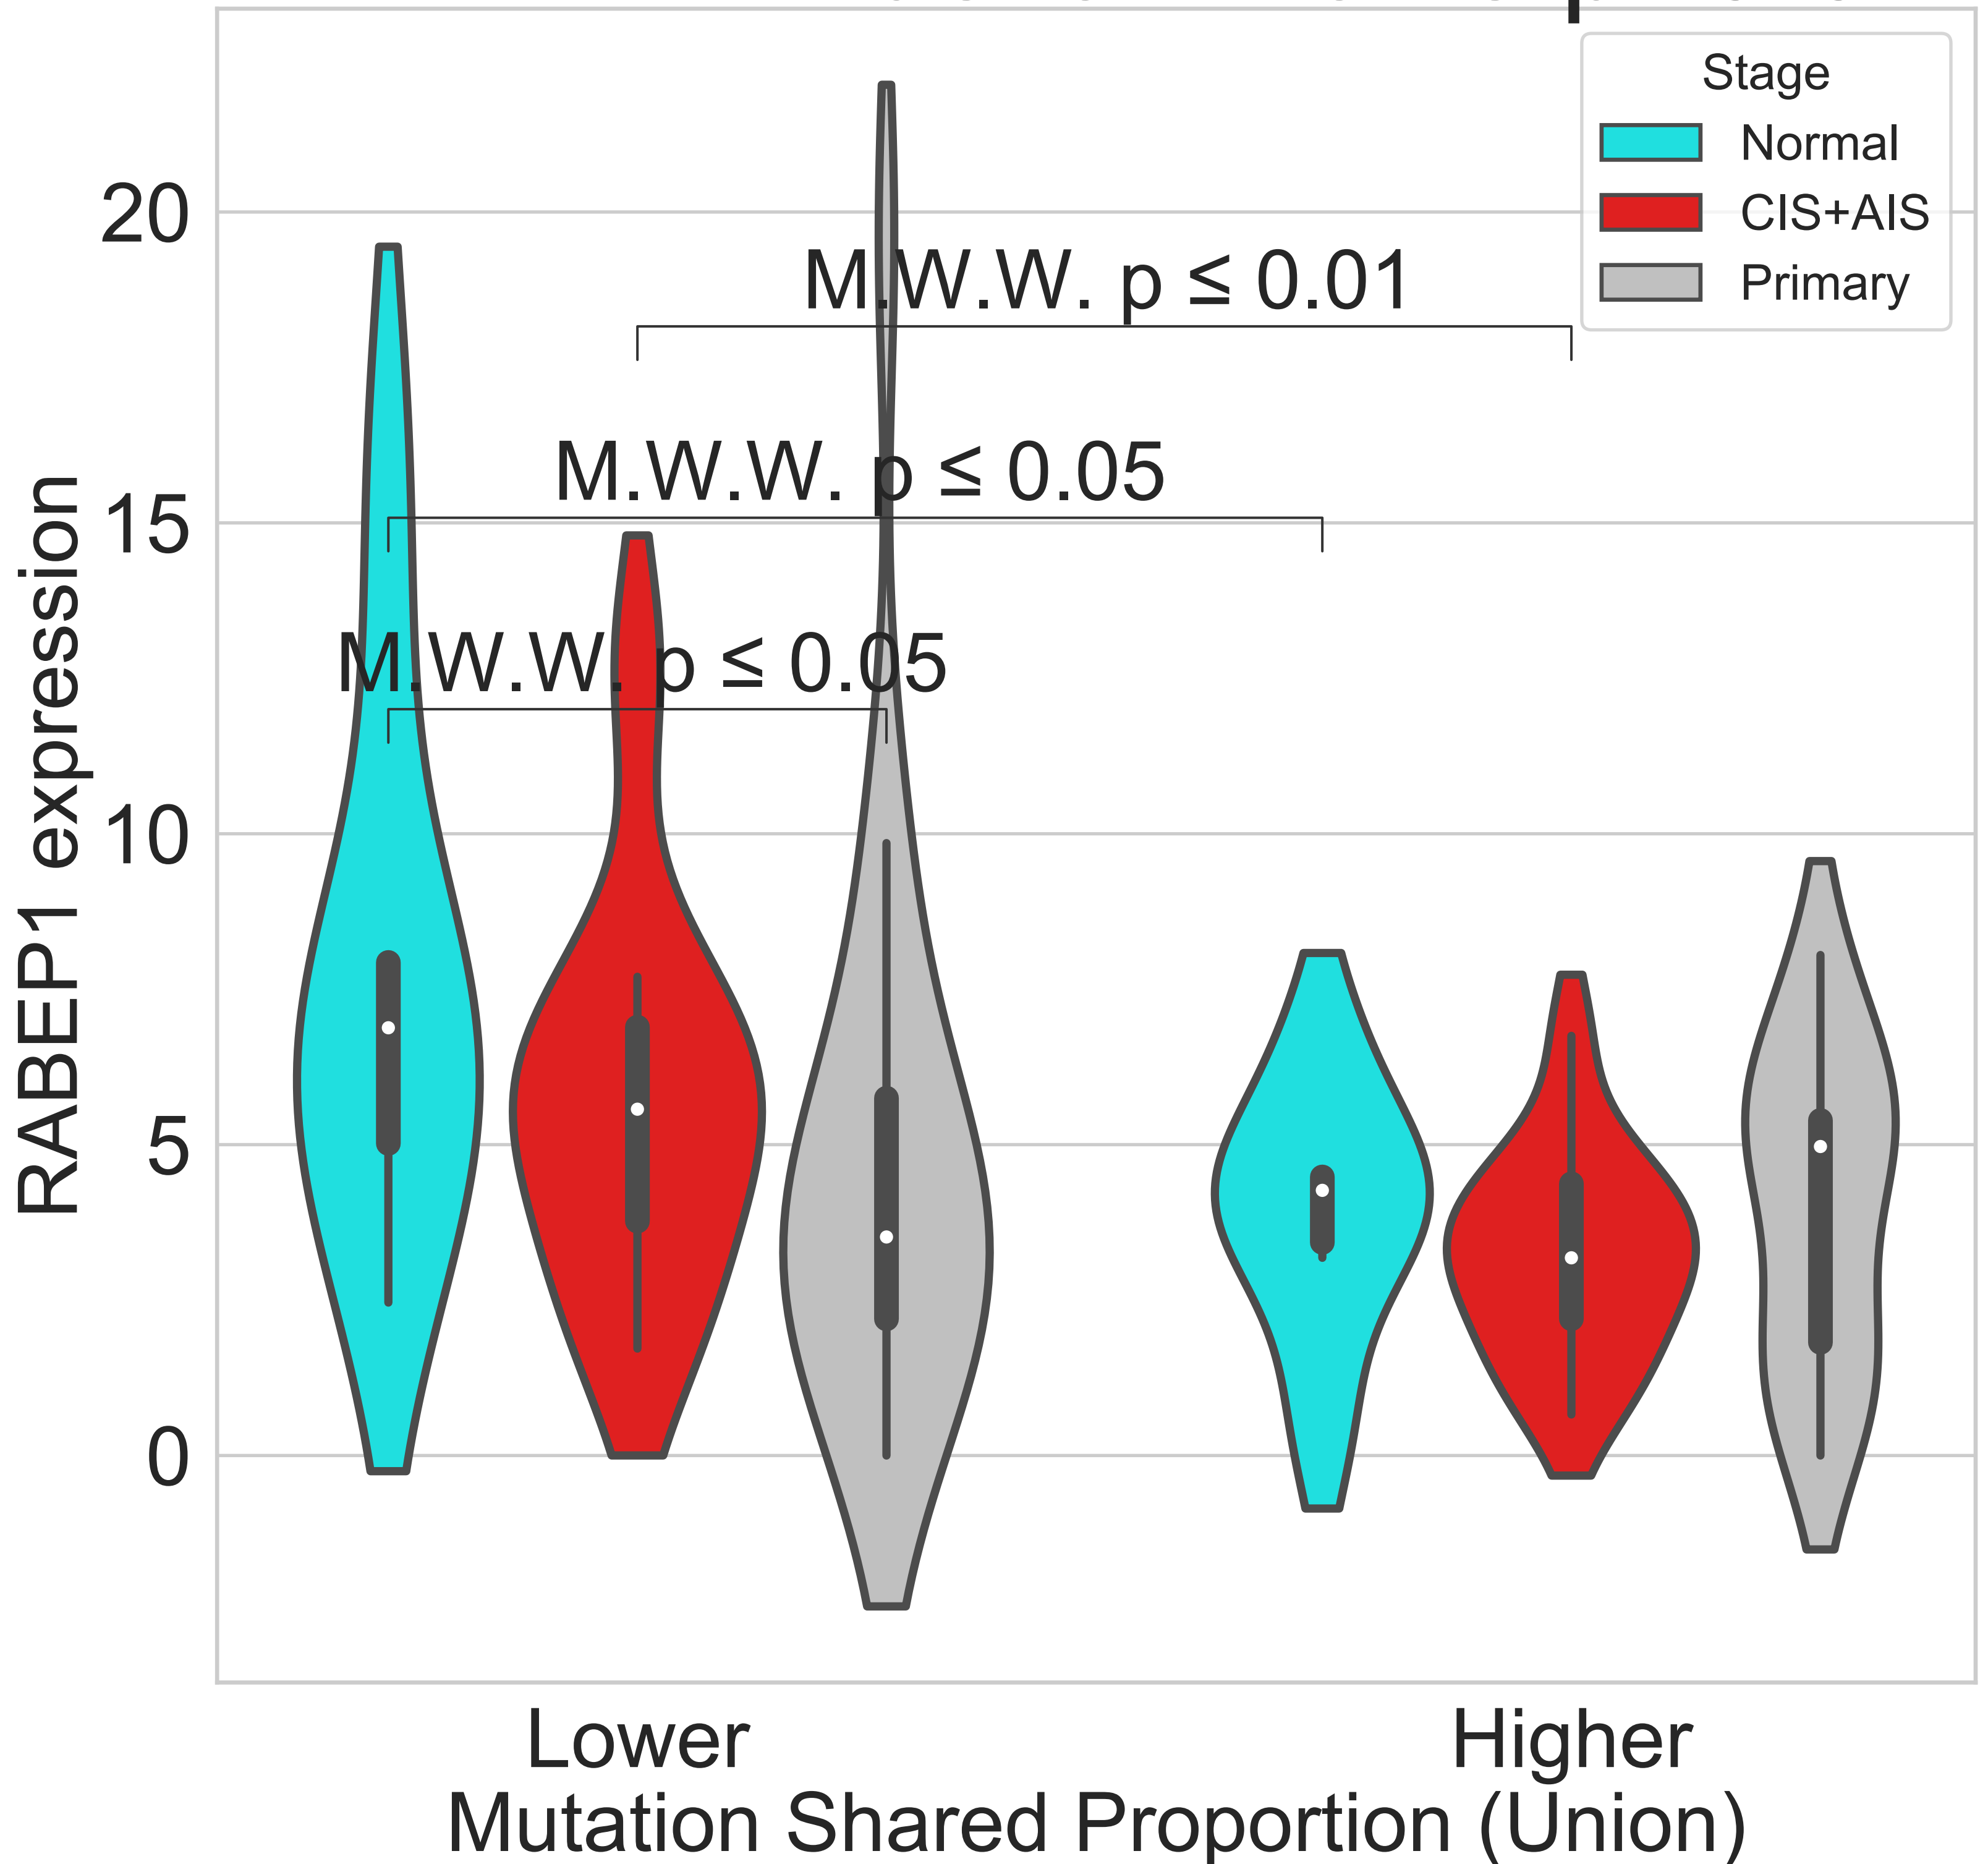 Stage
Normal
CIS+AIS
Primary
20
15
10
5
0
RABEP1 expression
M.W.W. p ≤ 0.01
M.W.W. p ≤ 0.05
M.W.W. p ≤ 0.05
Lower
Higher
Mutation Shared Proportion (Union)